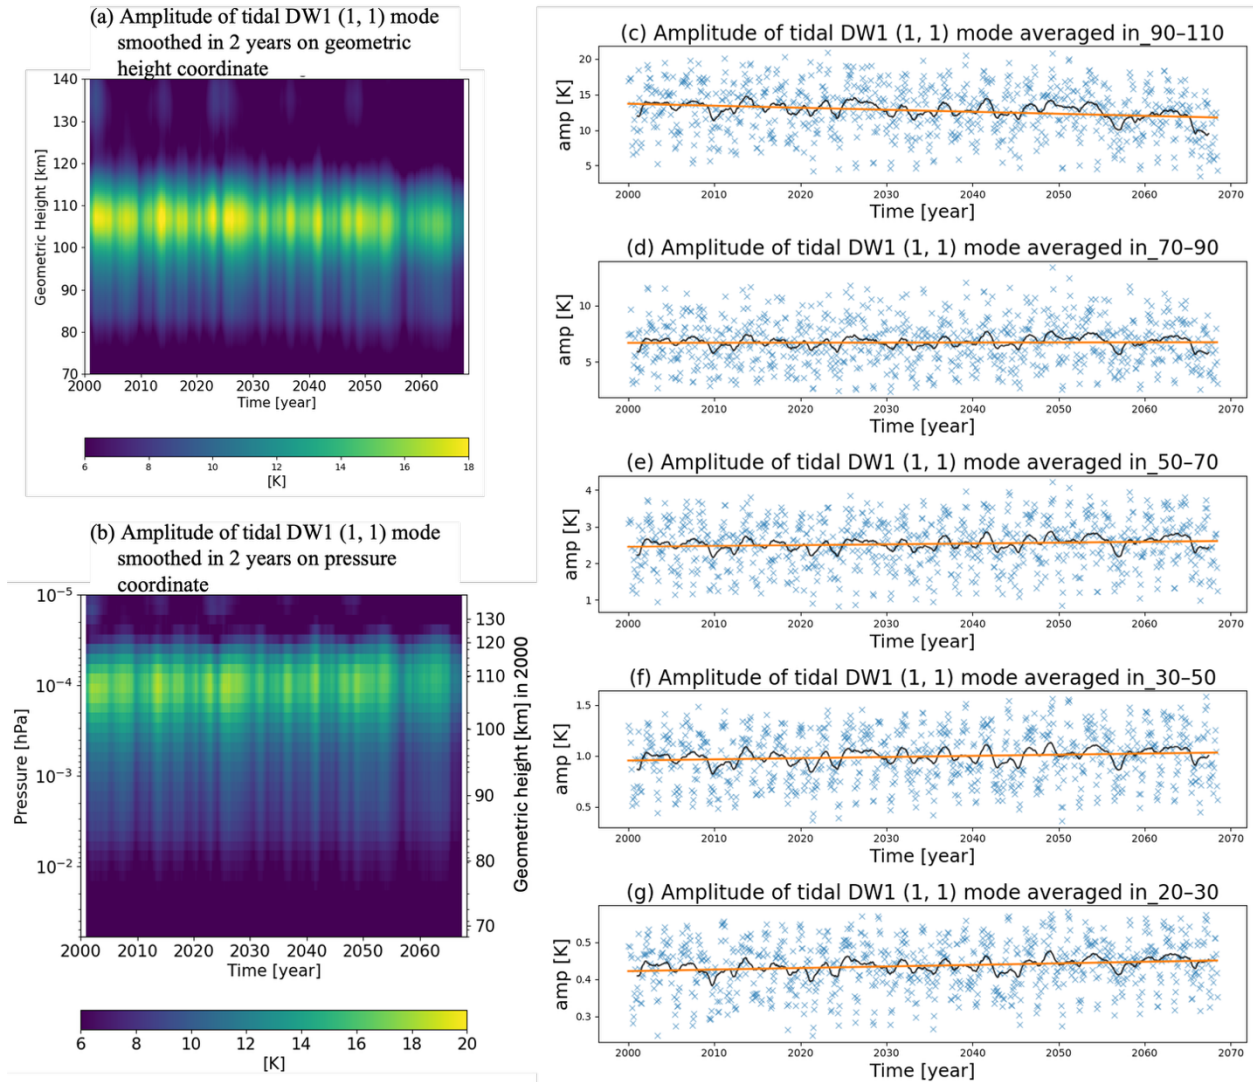 (a) Amplitude of tidal DW1 (1, 1) mode
smoothed in 2 years on geometric
height coordinate
140
130
120
110
100
90
80
70
Geometric Height [km]
2000 2010 2020 2030 2040 2050 2060
Time [year]
6 8 10 12 14 16 18
[K]
(b) Amplitude of tidal DW1 (1, 1) mode
smoothed in 2 years on pressure
coordinate
10⁻⁵
10⁻⁴
10⁻³
10⁻²
Pressure [hPa]
130
120
110
100
90
80
70
Geometric height [km] in 2000
2000 2010 2020 2030 2040 2050 2060
Time [year]
6 8 10 12 14 16 18 20
[K]
(c) Amplitude of tidal DW1 (1, 1) mode averaged in_90–110
20
15
10
5
amp [K]
2000 2010 2020 2030 2040 2050 2060 2070
Time [year]
(d) Amplitude of tidal DW1 (1, 1) mode averaged in_70–90
10
5
amp [K]
2000 2010 2020 2030 2040 2050 2060 2070
Time [year]
(e) Amplitude of tidal DW1 (1, 1) mode averaged in_50–70
4
3
2
1
amp [K]
2000 2010 2020 2030 2040 2050 2060 2070
Time [year]
(f) Amplitude of tidal DW1 (1, 1) mode averaged in_30–50
1.5
1.0
0.5
amp [K]
2000 2010 2020 2030 2040 2050 2060 2070
Time [year]
(g) Amplitude of tidal DW1 (1, 1) mode averaged in_20–30
0.5
0.4
0.3
amp [K]
2000 2010 2020 2030 2040 2050 2060 2070
Time [year]